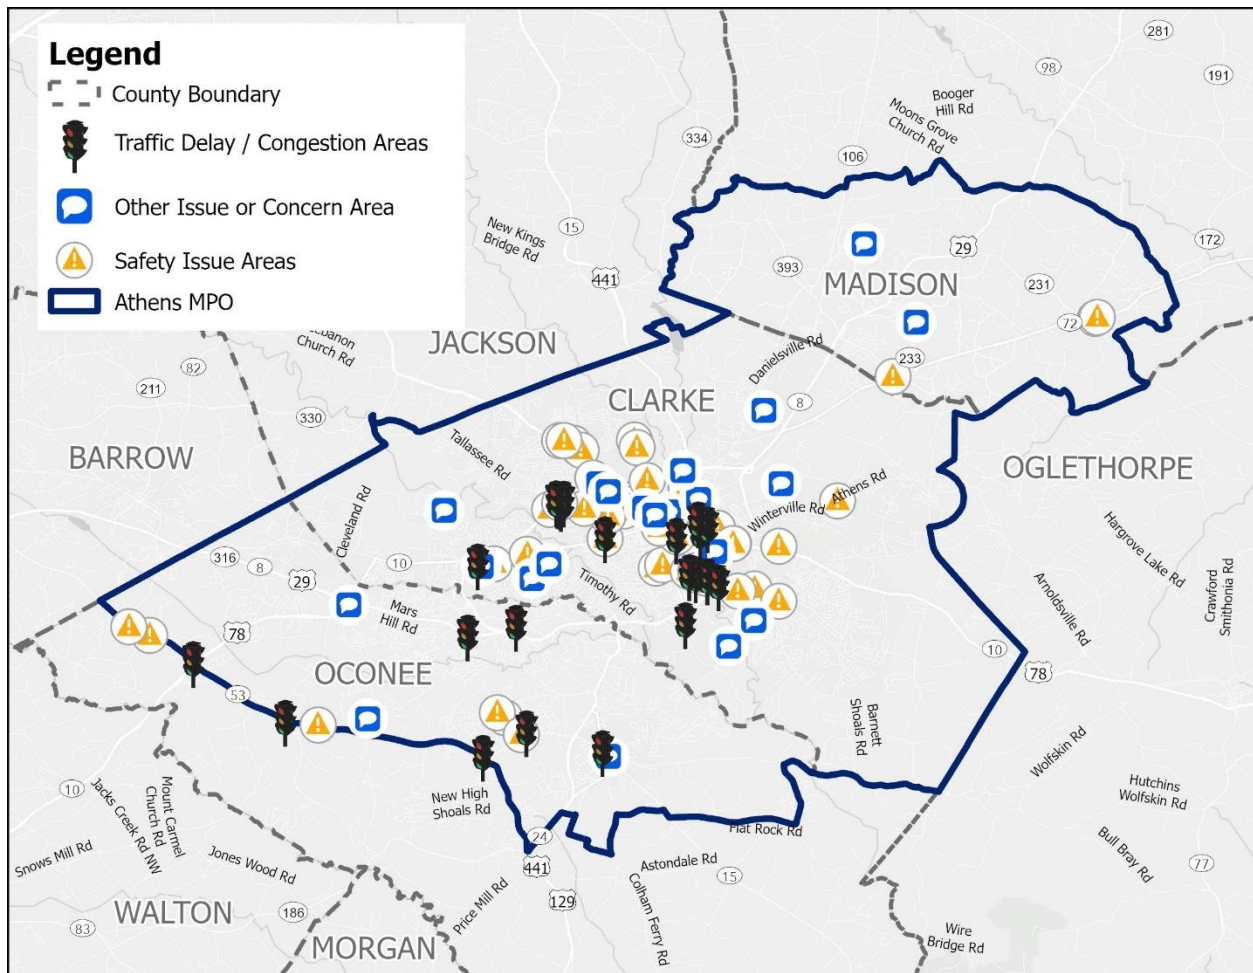 Legend
County Boundary
Traffic Delay / Congestion Areas
Other Issue or Concern Area
Safety Issue Areas
Athens MPO
281
98
191
Booger
Hill Rd
Moons Grove
Church Rd
334
106
15
New Kings
Bridge Rd
441
29
172
393
MADISON
231
72
233
Church Rd
JACKSON
82
211
330
Danielsville Rd
CLARKE
8
BARROW
Tallassee Rd
OGLETHORPE
Cleveland Rd
Winterville Rd
Athens Rd
Hargrove Lake Rd
316
8
29
10
Timothy Rd
Arnoldsville Rd
Crawford
Smithonia Rd
Mars
Hill Rd
78
10
78
OCONEE
53
Barnett
Shoals Rd
Wolfskin Rd
10
Mount Carmel
Church Rd
Jacks Creek Rd NW
New High
Shoals Rd
Hutchins
Wolfskin Rd
Snows Mill Rd
Jones Wood Rd
24
Flat Rock Rd
Astondale Rd
Bull Bray Rd
77
441
15
129
Price Mill Rd
Colham Ferry Rd
WALTON
186
83
MORGAN
Wire
Bridge Rd